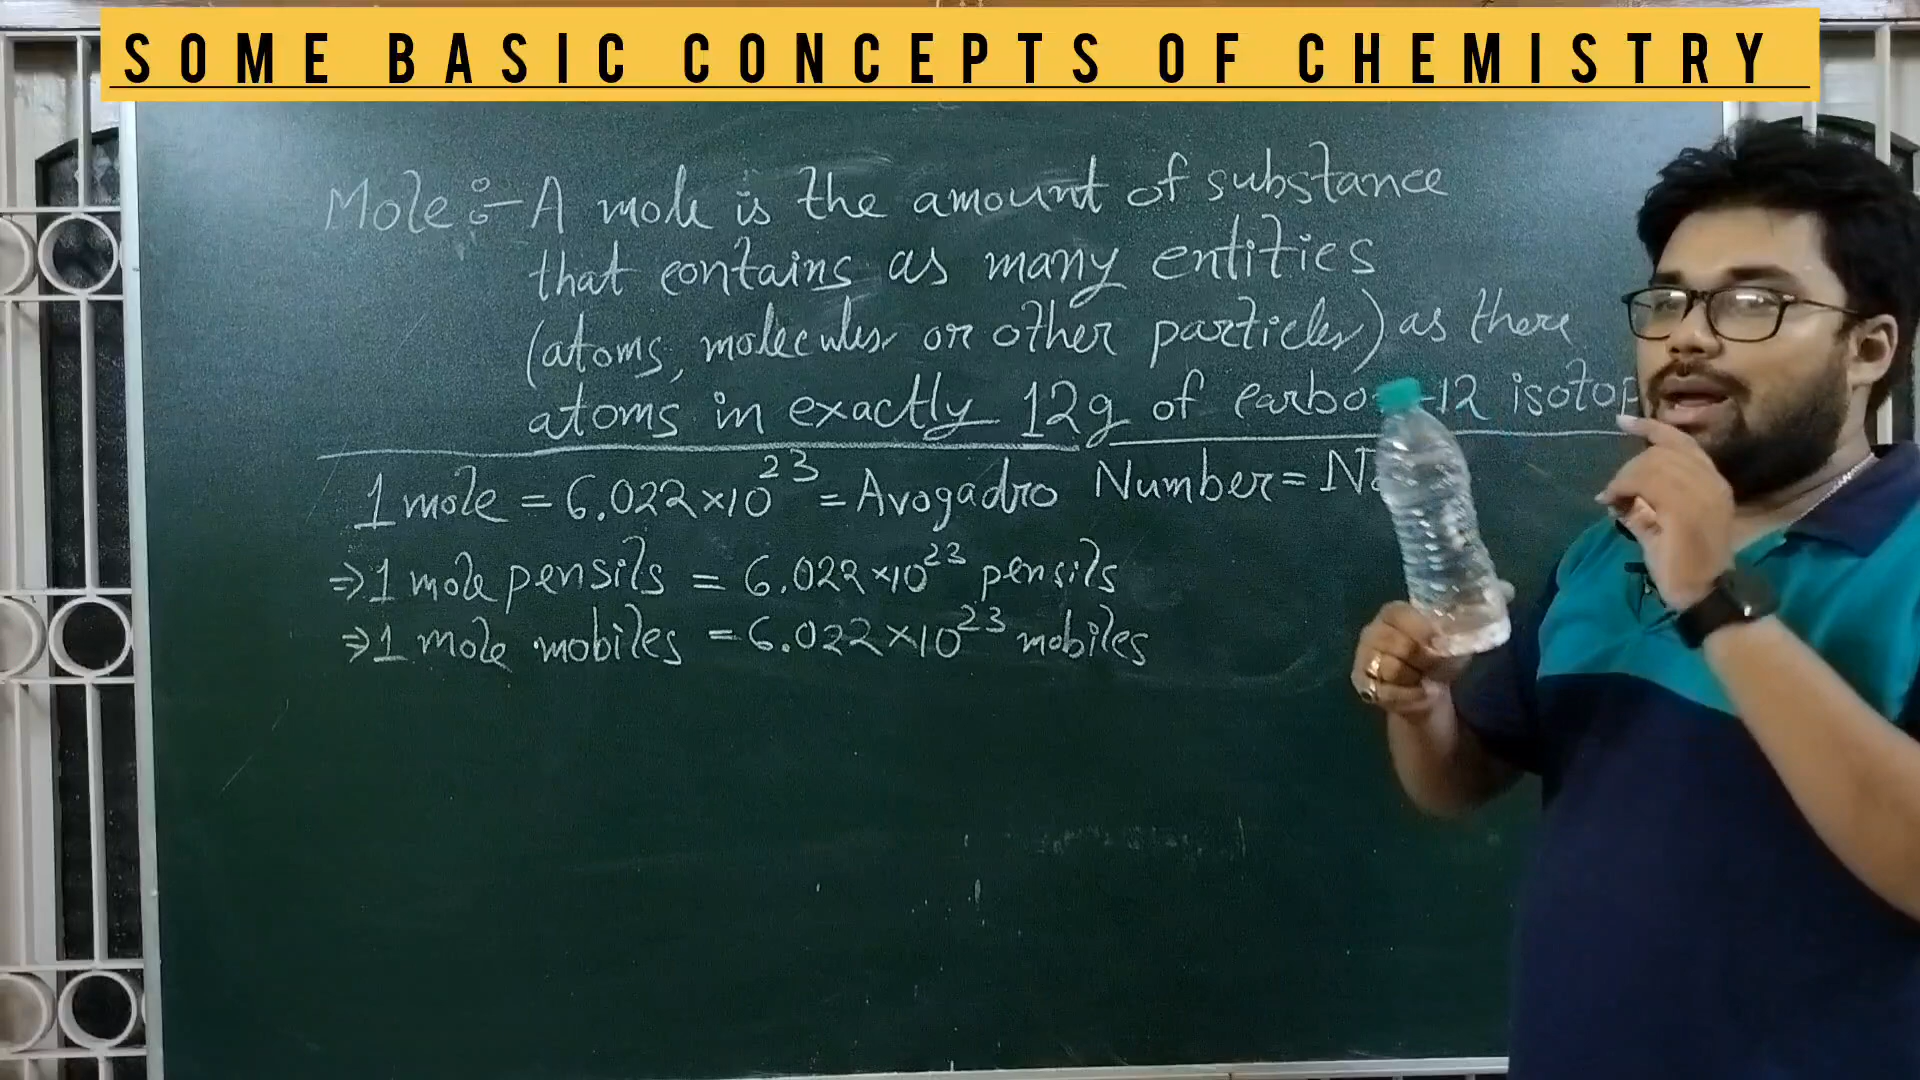 SOME BASIC CONCEPTS OF CHEMISTRY
Mole :- A mole is the amount of substance
that contains as many entities
(atoms, molecules or other particles) as there
atoms in exactly 12g of carbon-12 isotop
1 mole = 6.022×10²³ = Avogadro Number = N
⇒ 1 mole pensils = 6.022×10²³ pensils
⇒ 1 mole mobiles = 6.022×10²³ mobiles